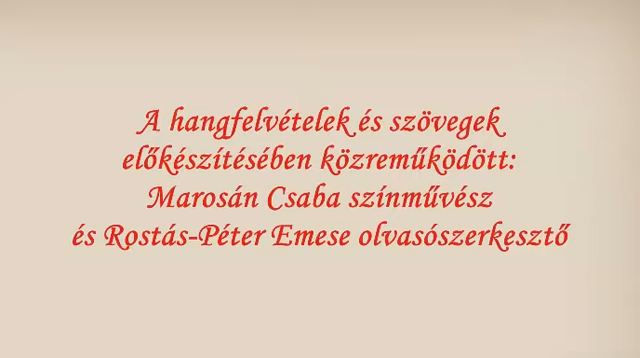 A hangfelvételek és szövegek
előkészítésében közreműködött:
Marosán Csaba színművész
és Rostás-Péter Emese olvasószerkesztő